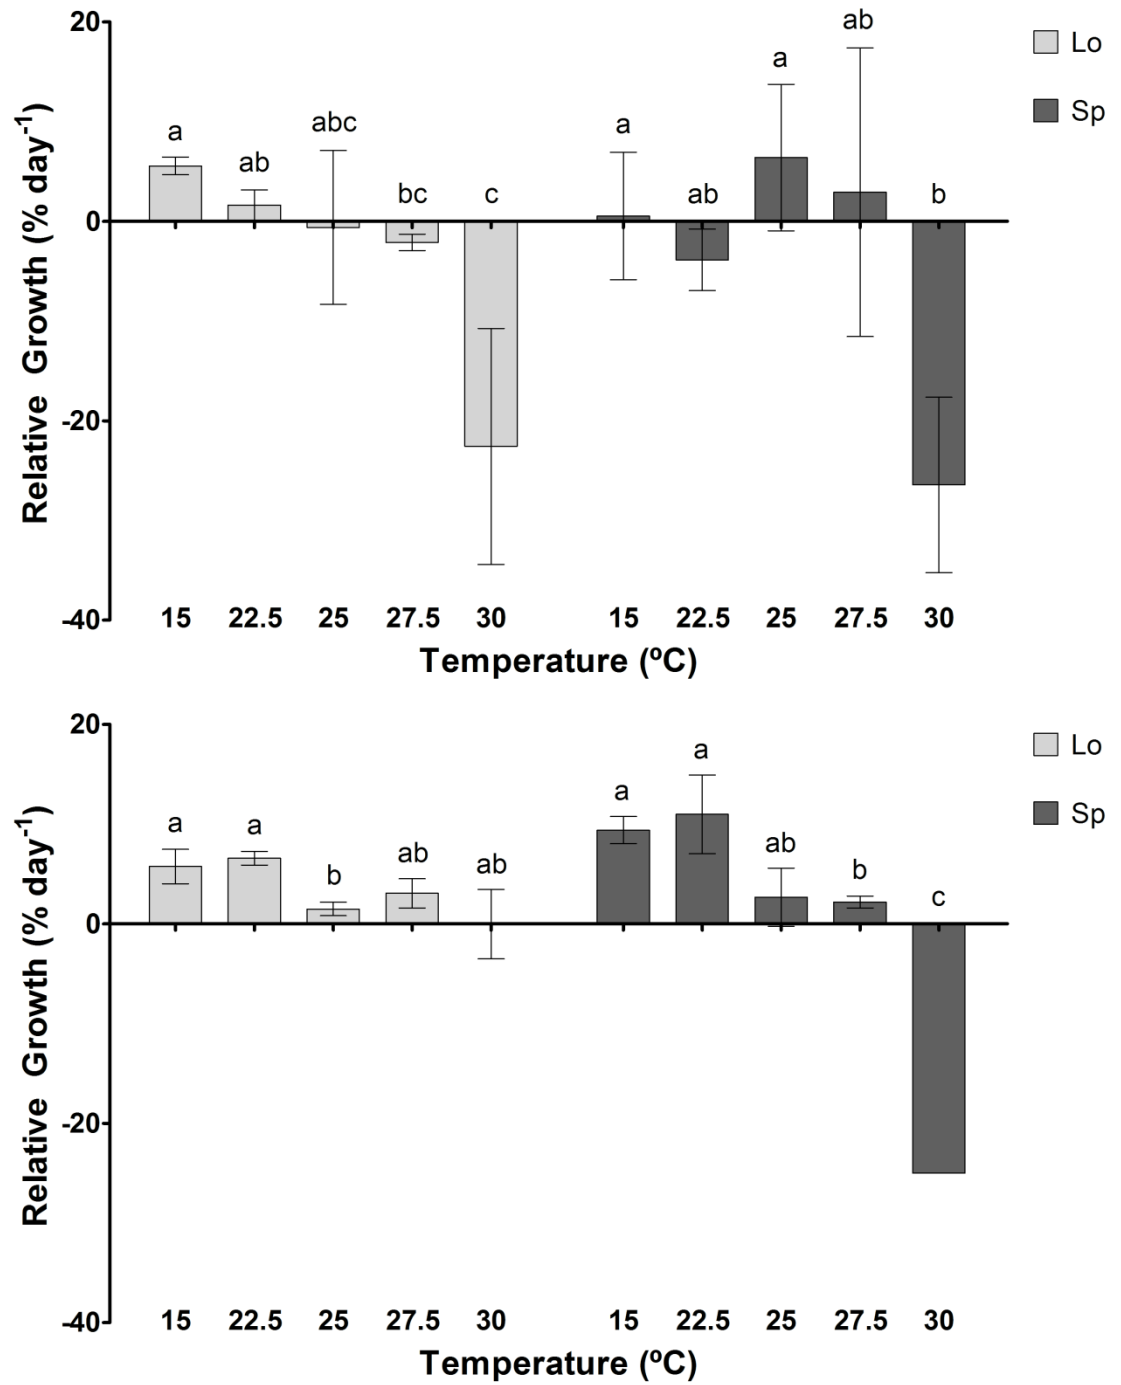 20
Lo
Sp
a
ab
abc
bc
c
a
ab
a
ab
b
0
-20
-40
Relative Growth (% day⁻¹)
15 22.5 25 27.5 30 15 22.5 25 27.5 30
Temperature (ºC)
20
Lo
Sp
a
a
b
ab
ab
a
a
ab
b
c
0
-20
-40
Relative Growth (% day⁻¹)
15 22.5 25 27.5 30 15 22.5 25 27.5 30
Temperature (ºC)